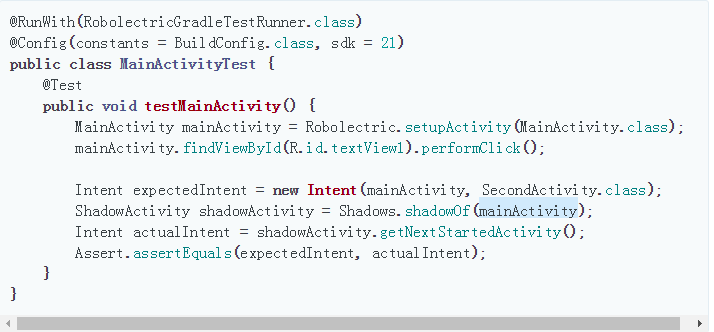 @RunWith(RobolectricGradleTestRunner.class)
@Config(constants = BuildConfig.class, sdk = 21)
public class MainActivityTest {
    @Test
    public void testMainActivity() {
        MainActivity mainActivity = Robolectric.setupActivity(MainActivity.class);
        mainActivity.findViewById(R.id.textView1).performClick();

        Intent expectedIntent = new Intent(mainActivity, SecondActivity.class);
        ShadowActivity shadowActivity = Shadows.shadowOf(mainActivity);
        Intent actualIntent = shadowActivity.getNextStartedActivity();
        Assert.assertEquals(expectedIntent, actualIntent);
    }
}